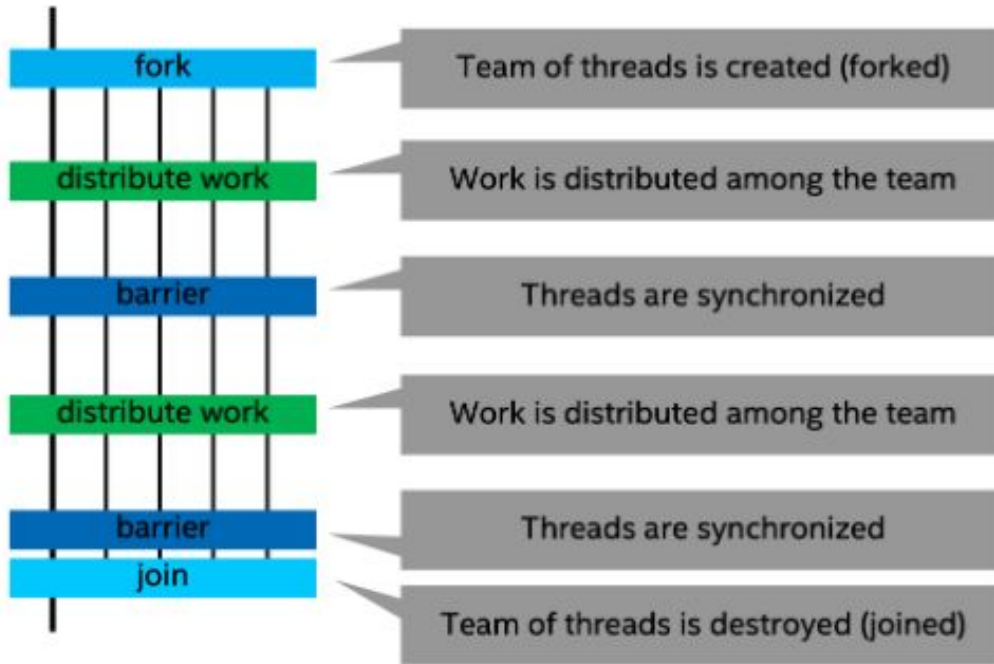 fork
Team of threads is created (forked)
distribute work
Work is distributed among the team
barrier
Threads are synchronized
distribute work
Work is distributed among the team
barrier
Threads are synchronized
join
Team of threads is destroyed (joined)